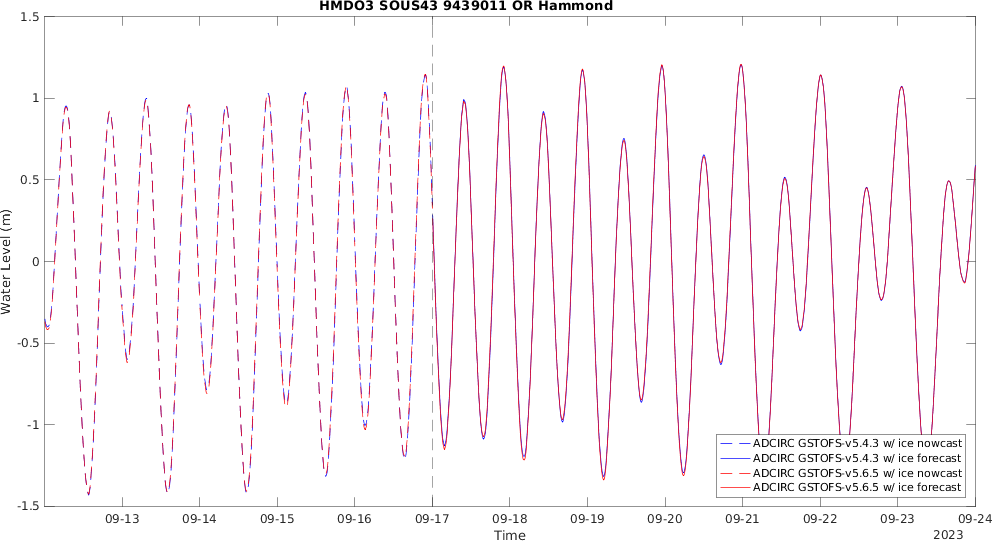 HMDO3 SOUS43 9439011 OR Hammond
1.5
1
0.5
0
-0.5
-1
-1.5
Water Level (m)
ADCIRC GSTOFS-v5.4.3 w/ ice nowcast
ADCIRC GSTOFS-v5.4.3 w/ ice forecast
ADCIRC GSTOFS-v5.6.5 w/ ice nowcast
ADCIRC GSTOFS-v5.6.5 w/ ice forecast
09-13 09-14 09-15 09-16 09-17 09-18 09-19 09-20 09-21 09-22 09-23 09-24
Time 2023